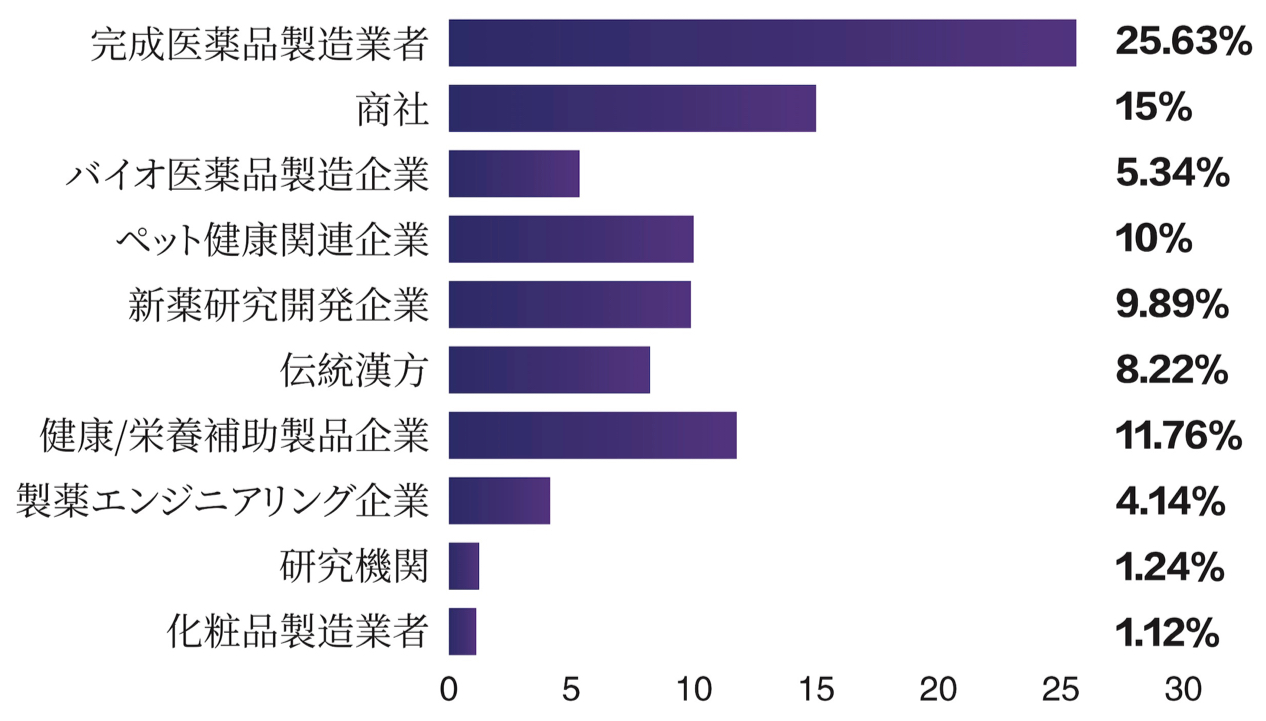 完成医薬品製造業者 25.63%
商社 15%
バイオ医薬品製造企業 5.34%
ペット健康関連企業 10%
新薬研究開発企業 9.89%
伝統漢方 8.22%
健康/栄養補助製品企業 11.76%
製薬エンジニアリング企業 4.14%
研究機関 1.24%
化粧品製造業者 1.12%
0 5 10 15 20 25 30